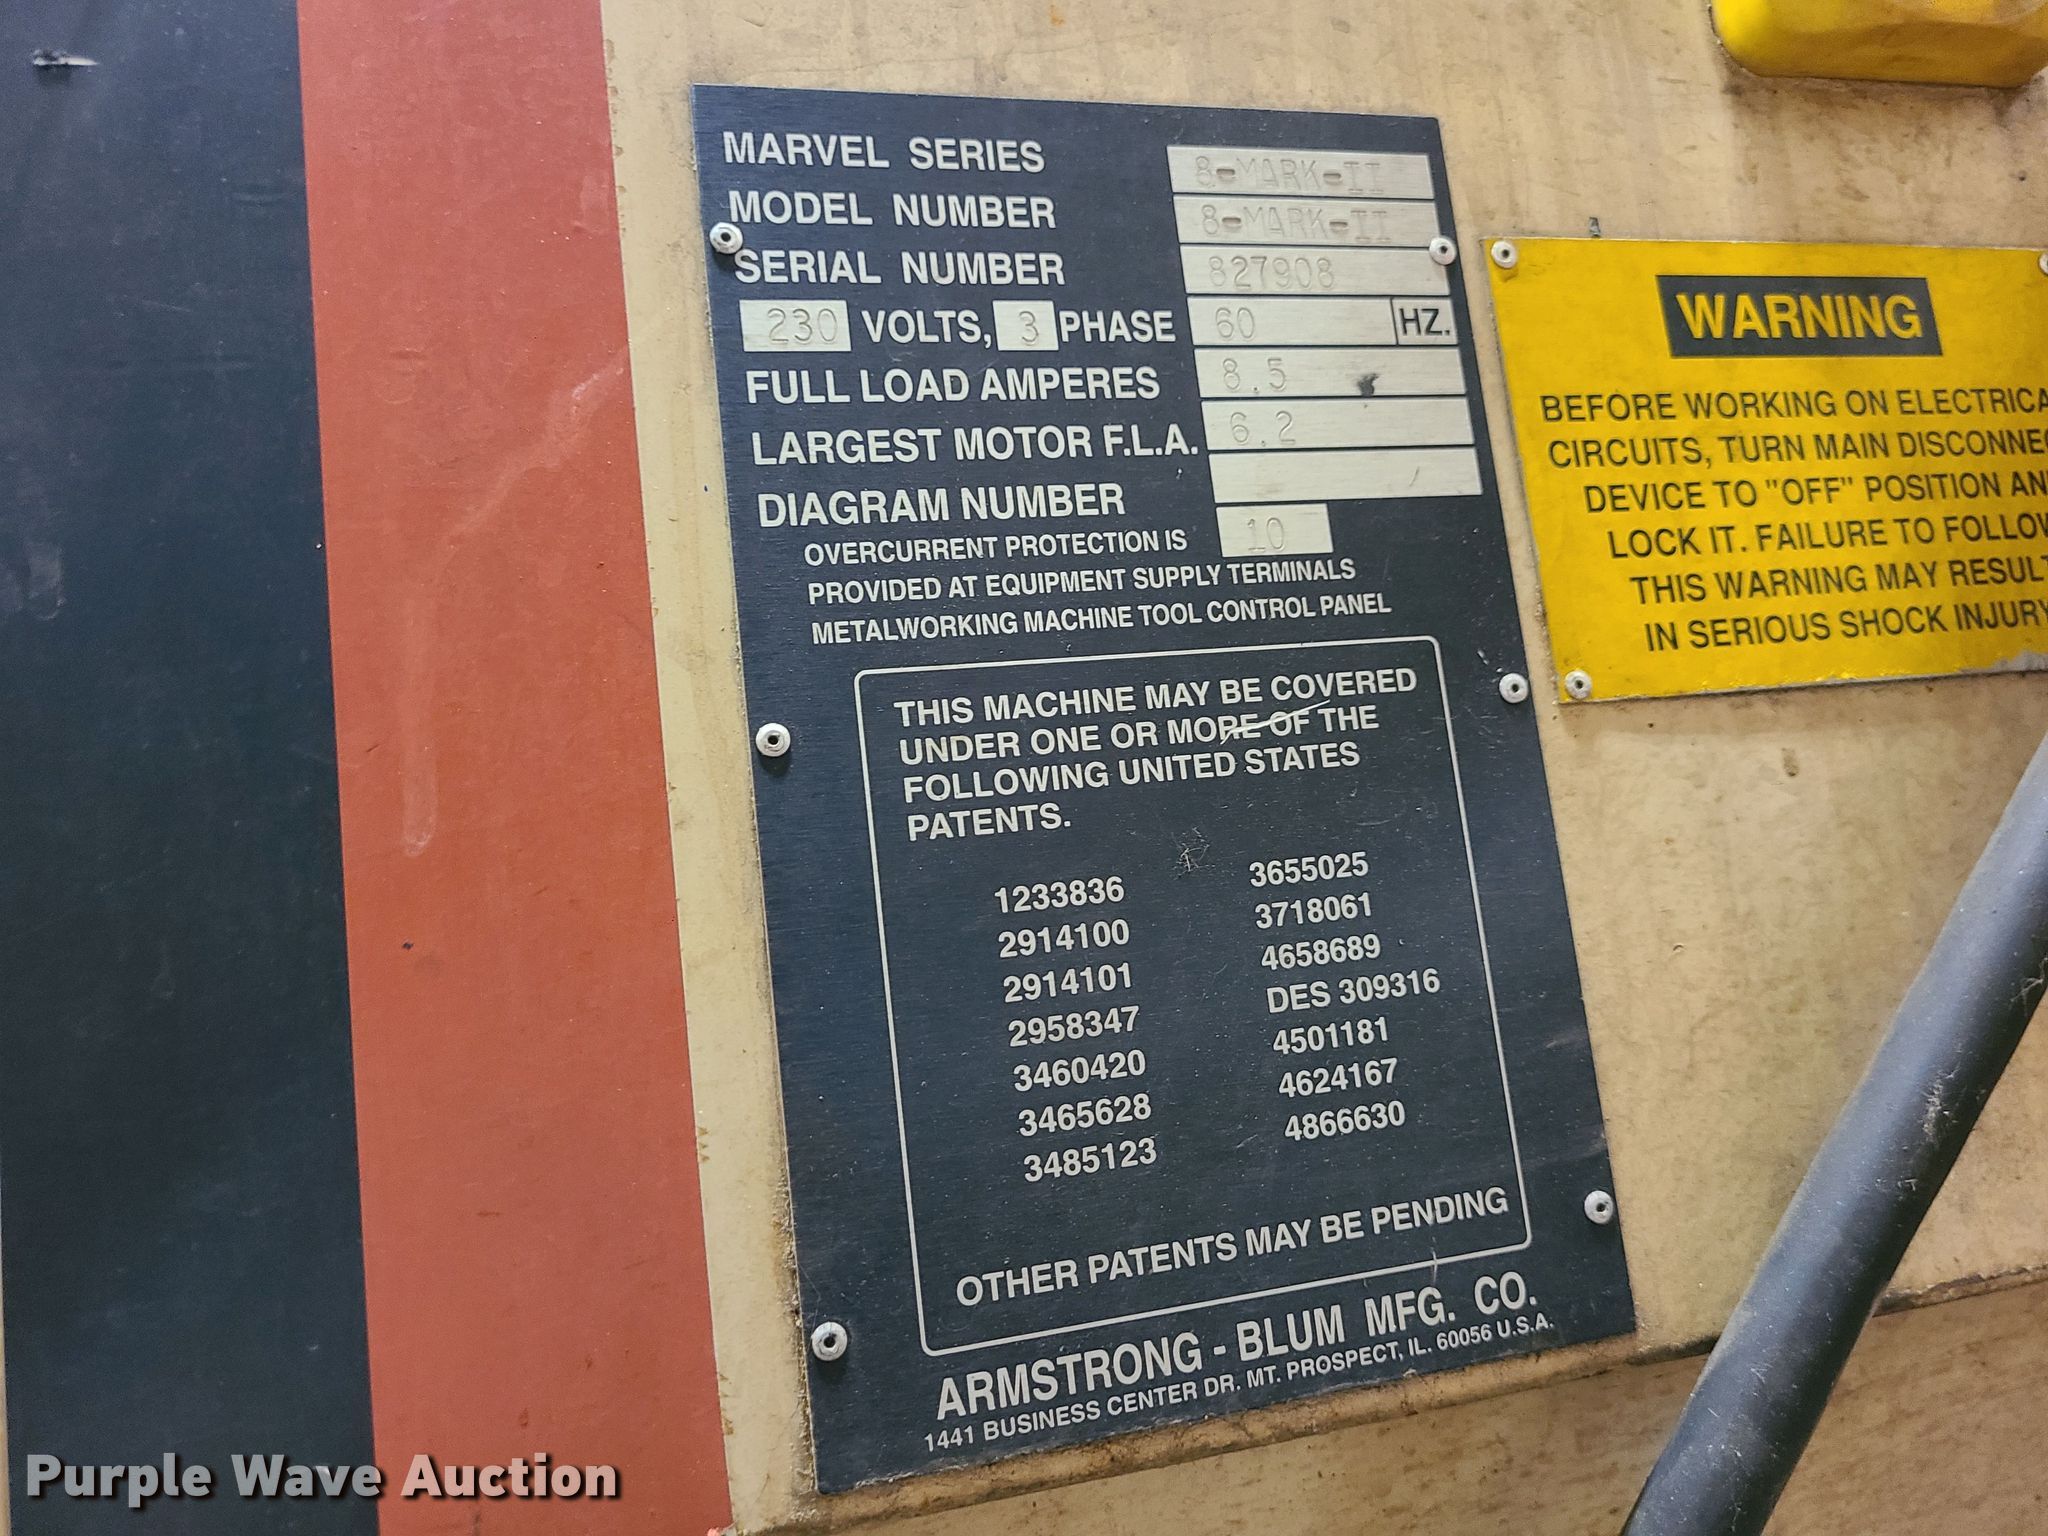 MARVEL SERIES 8-MARK-II
MODEL NUMBER 8-MARK-II
SERIAL NUMBER 827908
230 VOLTS, 3 PHASE 60 HZ.
FULL LOAD AMPERES 8.5
LARGEST MOTOR F.L.A. 6.2
DIAGRAM NUMBER
OVERCURRENT PROTECTION IS 10
PROVIDED AT EQUIPMENT SUPPLY TERMINALS
METALWORKING MACHINE TOOL CONTROL PANEL
THIS MACHINE MAY BE COVERED
UNDER ONE OR MORE OF THE
FOLLOWING UNITED STATES
PATENTS.
1233836 3655025
2914100 3718061
2914101 4658689
2958347 DES 309316
3460420 4501181
3465628 4624167
3485123 4866630
OTHER PATENTS MAY BE PENDING
ARMSTRONG - BLUM MFG. CO.
1441 BUSINESS CENTER DR. MT. PROSPECT, IL. 60056 U.S.A.
WARNING
BEFORE WORKING ON ELECTRICA
CIRCUITS, TURN MAIN DISCONNEC
DEVICE TO "OFF" POSITION AN
LOCK IT. FAILURE TO FOLLOW
THIS WARNING MAY RESULT
IN SERIOUS SHOCK INJURY
Purple Wave Auction